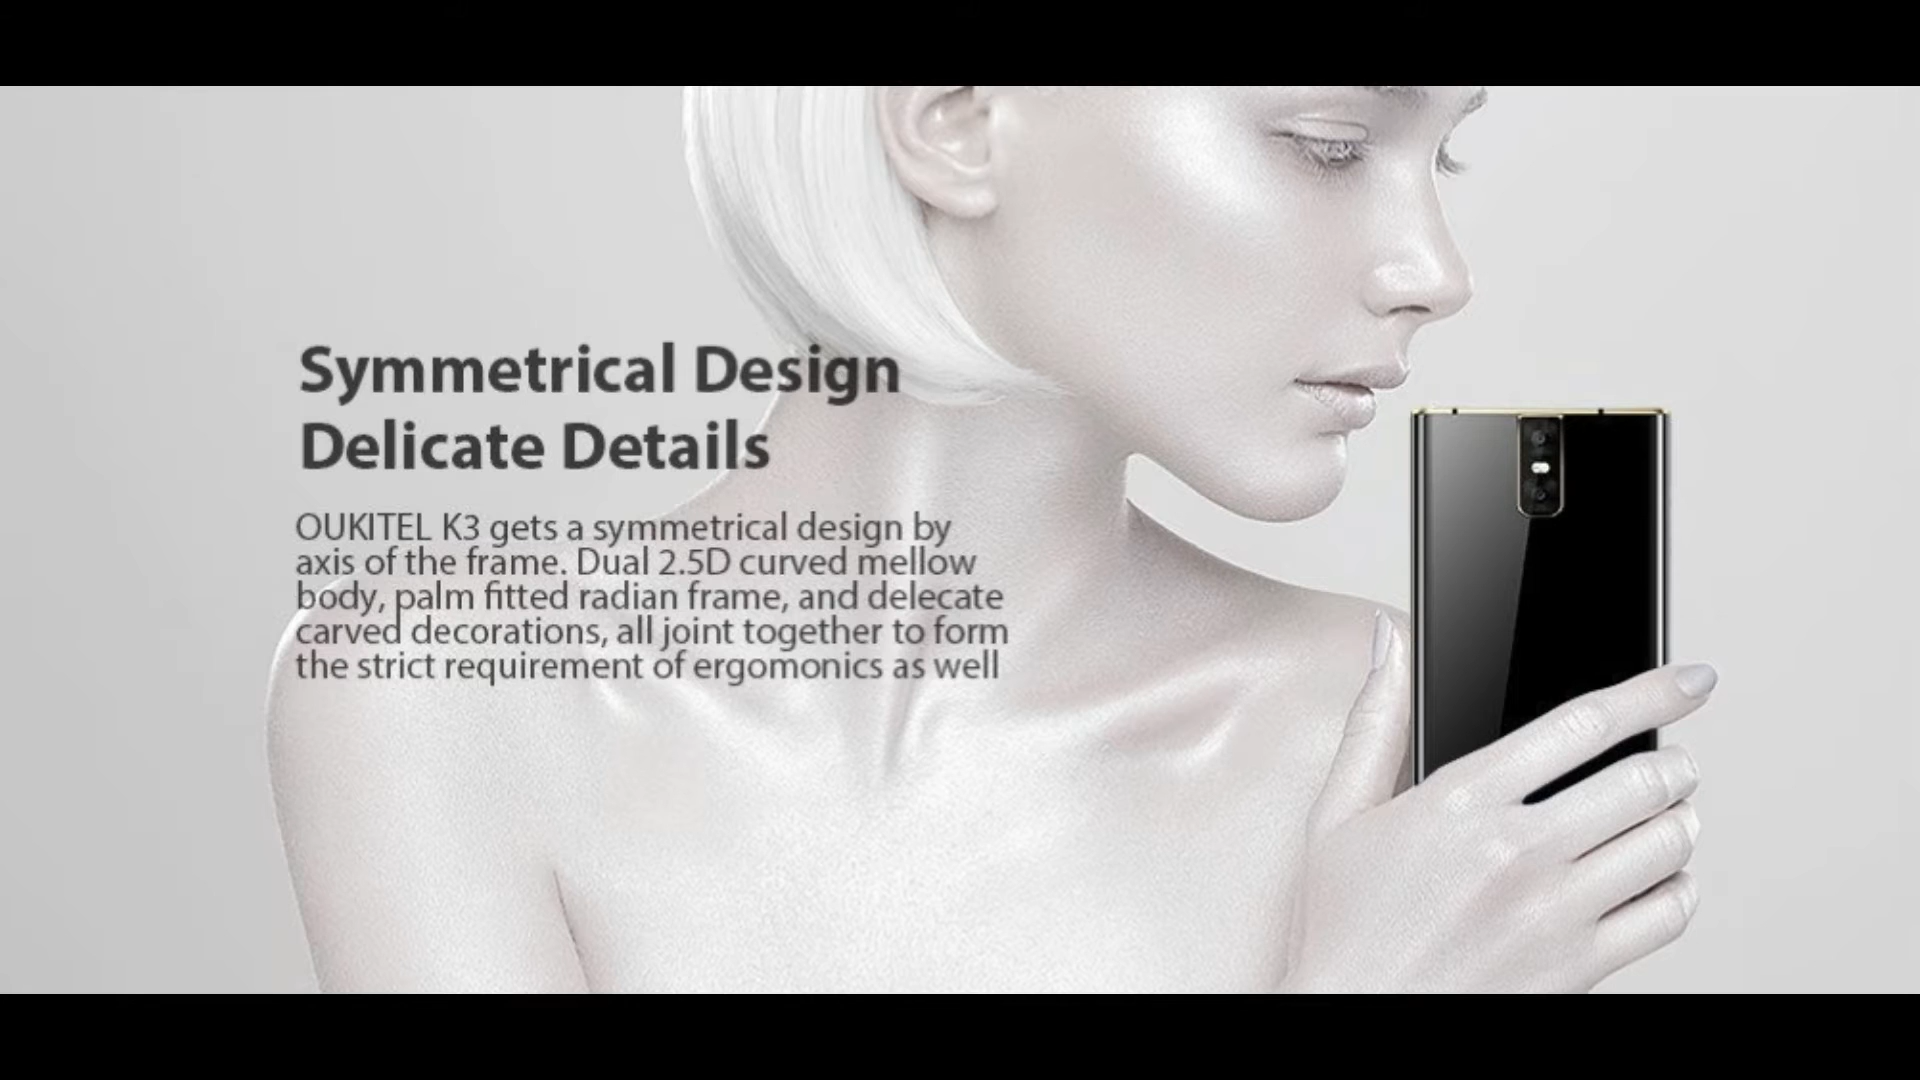 Symmetrical Design
Delicate Details
OUKITEL K3 gets a symmetrical design by
axis of the frame. Dual 2.5D curved mellow
body, palm fitted radian frame, and delecate
carved decorations, all joint together to form
the strict requirement of ergomonics as well